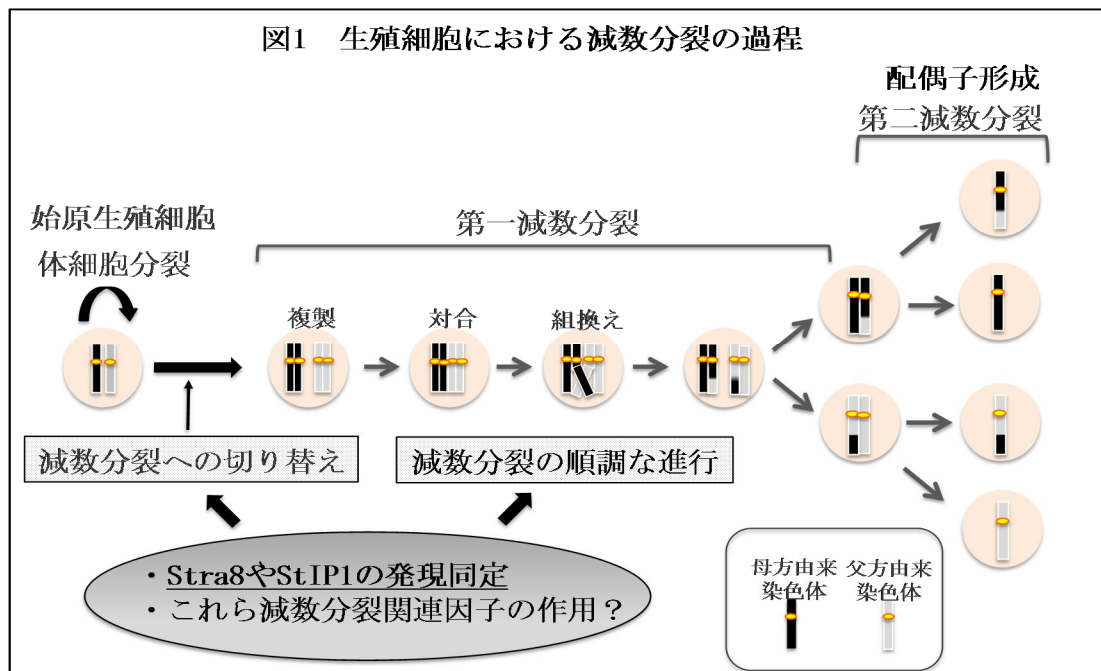 図1 生殖細胞における減数分裂の過程
配偶子形成
第二減数分裂
始原生殖細胞
体細胞分裂
第一減数分裂
複製
対合
組換え
減数分裂への切り替え
減数分裂の順調な進行
・Stra8やStIP1の発現同定
・これら減数分裂関連因子の作用？
母方由来
染色体
父方由来
染色体